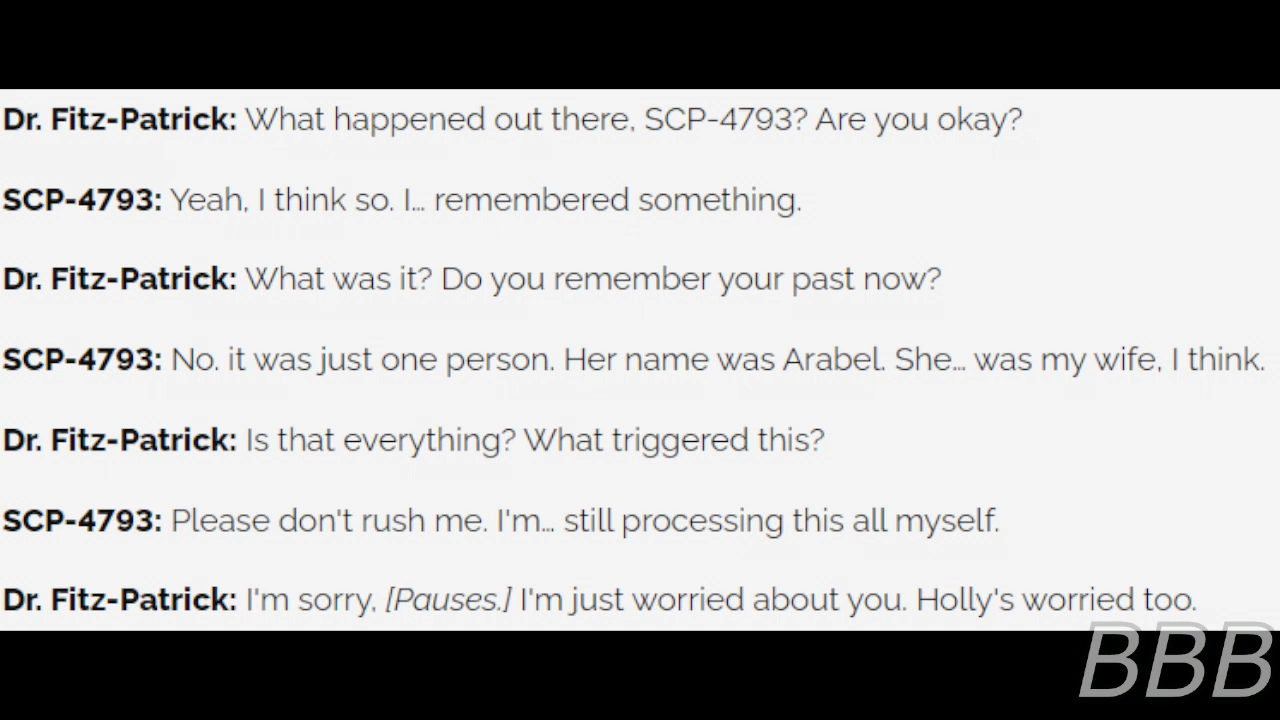 Dr. Fitz-Patrick: What happened out there, SCP-4793? Are you okay?
SCP-4793: Yeah, I think so. I… remembered something.
Dr. Fitz-Patrick: What was it? Do you remember your past now?
SCP-4793: No. it was just one person. Her name was Arabel. She… was my wife, I think.
Dr. Fitz-Patrick: Is that everything? What triggered this?
SCP-4793: Please don't rush me. I'm… still processing this all myself.
Dr. Fitz-Patrick: I'm sorry, [Pauses.] I'm just worried about you. Holly's worried too.
BBB